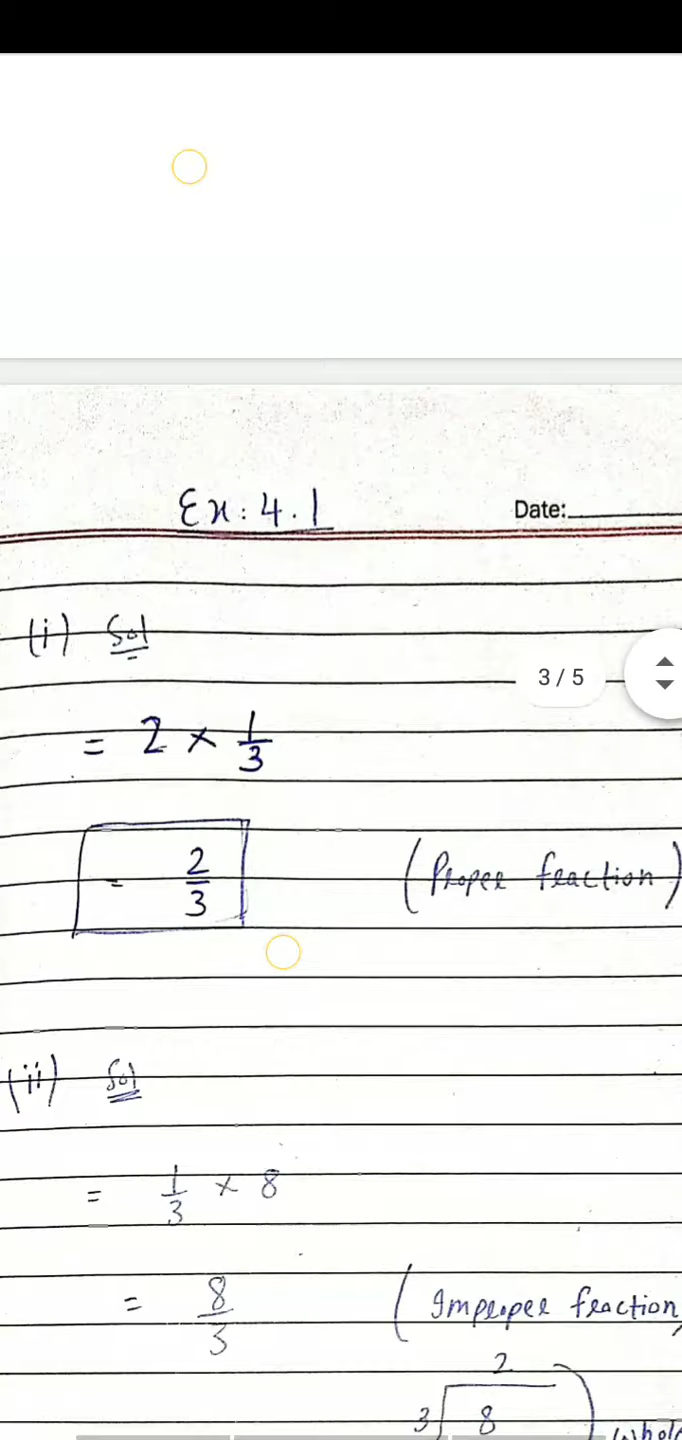 Ex: 4.1
Date:
(i) Sol
3 / 5
= 2 × 1/3
= 2/3 (Proper fraction)
(ii) Sol
= 1/3 × 8
= 8/3 (Improper fraction
2
3 8 whole